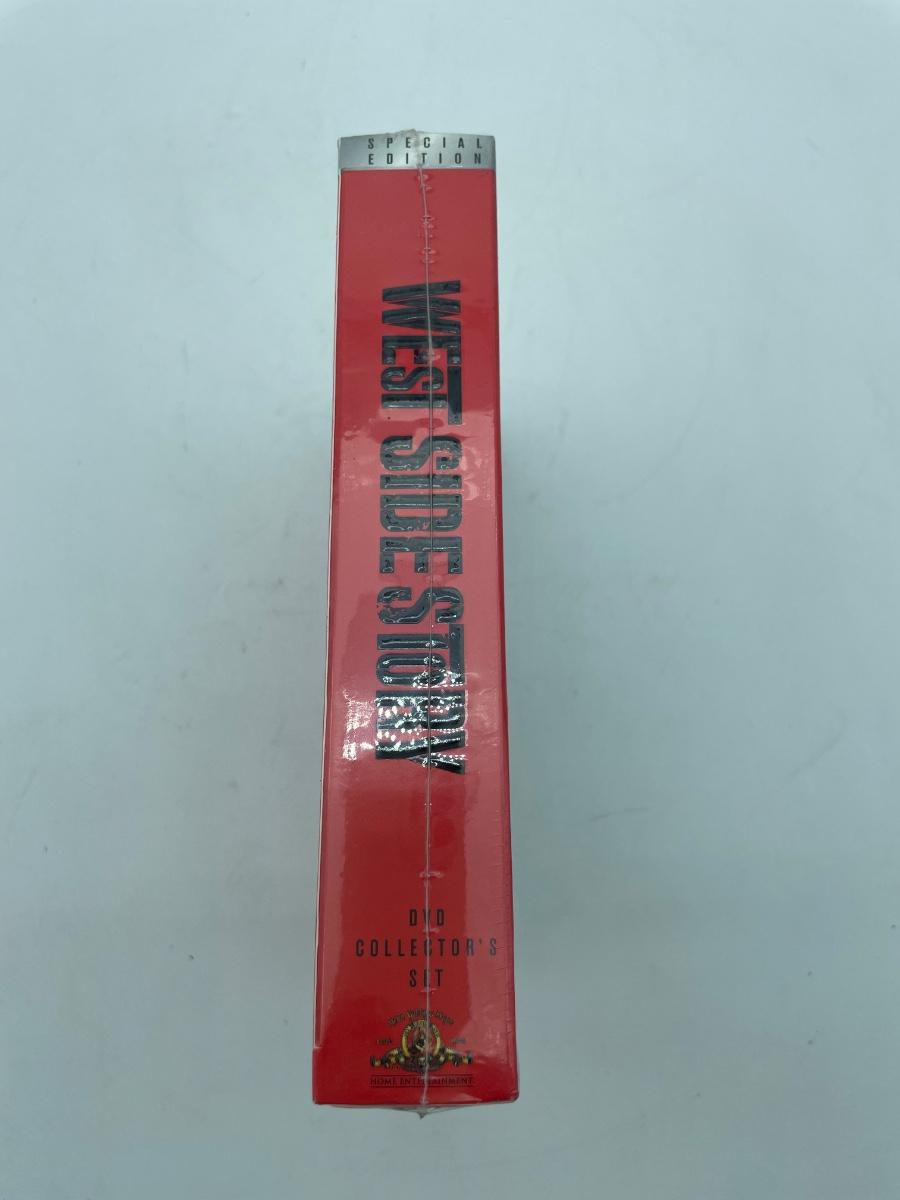 SPECIAL
EDITION
WEST SIDE STORY
DVD
COLLECTOR'S
SET
HOME ENTERTAINMENT